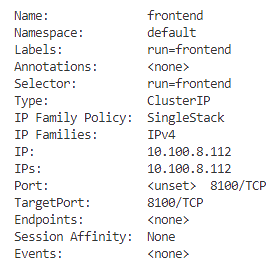 Name: frontend
Namespace: default
Labels: run=frontend
Annotations: <none>
Selector: run=frontend
Type: ClusterIP
IP Family Policy: SingleStack
IP Families: IPv4
IP: 10.100.8.112
IPs: 10.100.8.112
Port: <unset> 8100/TCP
TargetPort: 8100/TCP
Endpoints: <none>
Session Affinity: None
Events: <none>